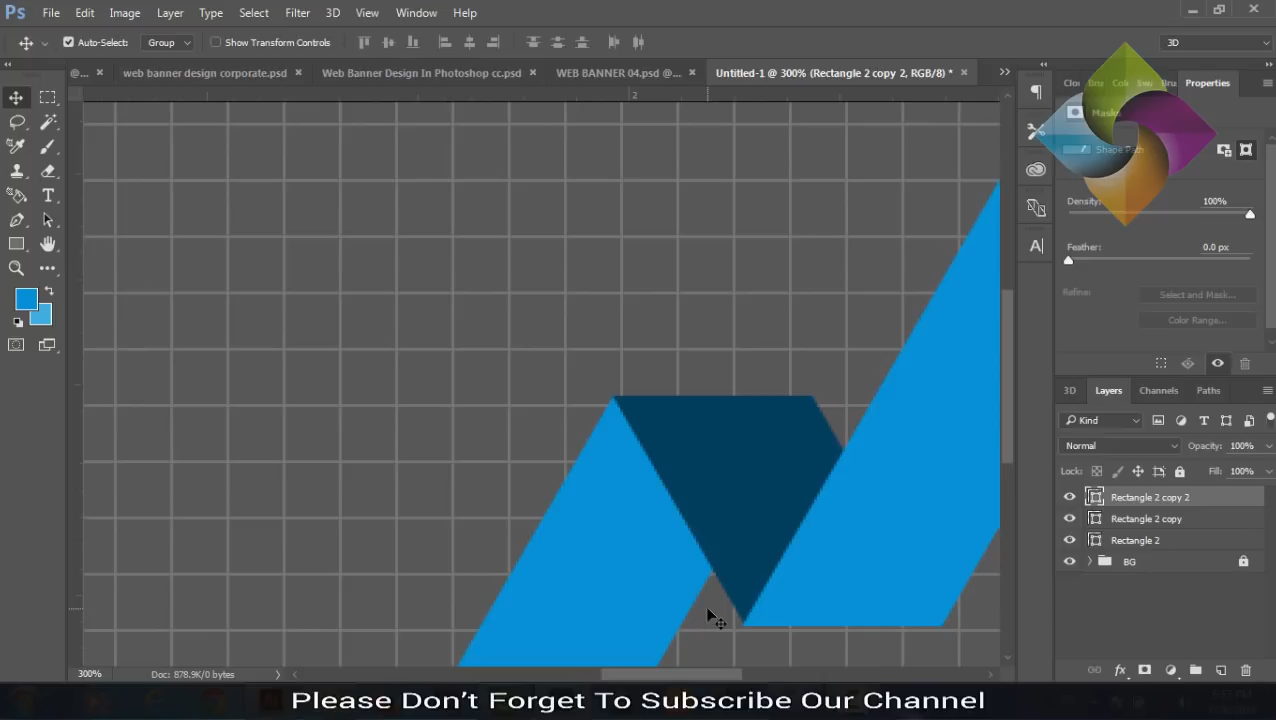 Ps File Edit Image Layer Type Select Filter 3D View Window Help
Auto-Select: Group Show Transform Controls 3D
@... web banner design corporate.psd Web Banner Design In Photoshop cc.psd WEB BANNER 04.psd @... Untitled-1 @ 300% (Rectangle 2 copy 2, RGB/8) *
Properties
2
Masks
Shape Path
Density: 100%
Feather: 0.0 px
Refine: Select and Mask...
Color Range...
3D Layers Channels Paths
Kind
Normal Opacity: 100%
Lock: Fill: 100%
Rectangle 2 copy 2
Rectangle 2 copy
Rectangle 2
BG
300% Doc: 878.9K/0 bytes
Please Don't Forget To Subscribe Our Channel